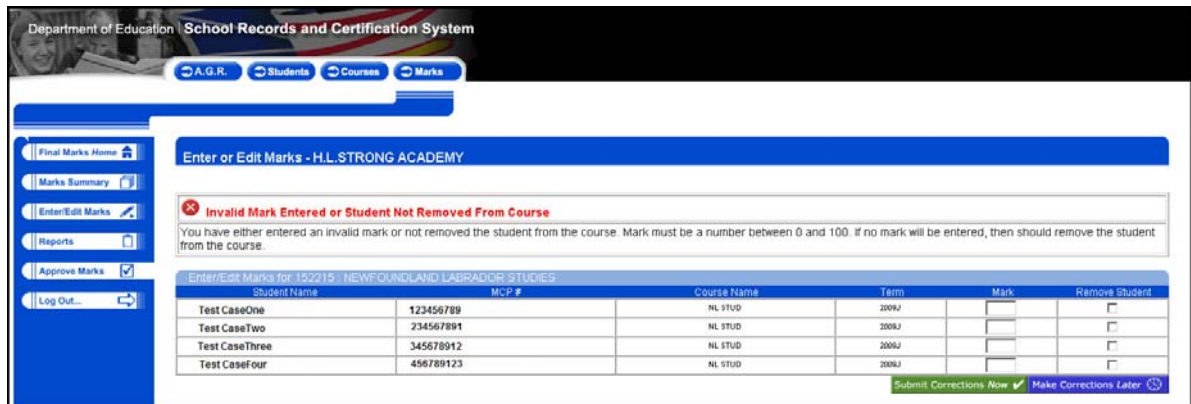 Department of Education School Records and Certification System
A.G.R. Students Courses Marks
Final Marks Home
Marks Summary
Enter/Edit Marks
Reports
Approve Marks
Log Out...
Enter or Edit Marks - H.L.STRONG ACADEMY
Invalid Mark Entered or Student Not Removed From Course
You have either entered an invalid mark or not removed the student from the course. Mark must be a number between 0 and 100. If no mark will be entered, then should remove the student
from the course.
Enter/Edit Marks for 152215 : NEWFOUNDLAND LABRADOR STUDIES
Student Name MCP # Course Name Term Mark Remove Student
Test CaseOne 123456789 NL STUD 2009J
Test CaseTwo 234567891 NL STUD 2009J
Test CaseThree 345678912 NL STUD 2009J
Test CaseFour 456789123 NL STUD 2009J
Submit Corrections Now Make Corrections Later